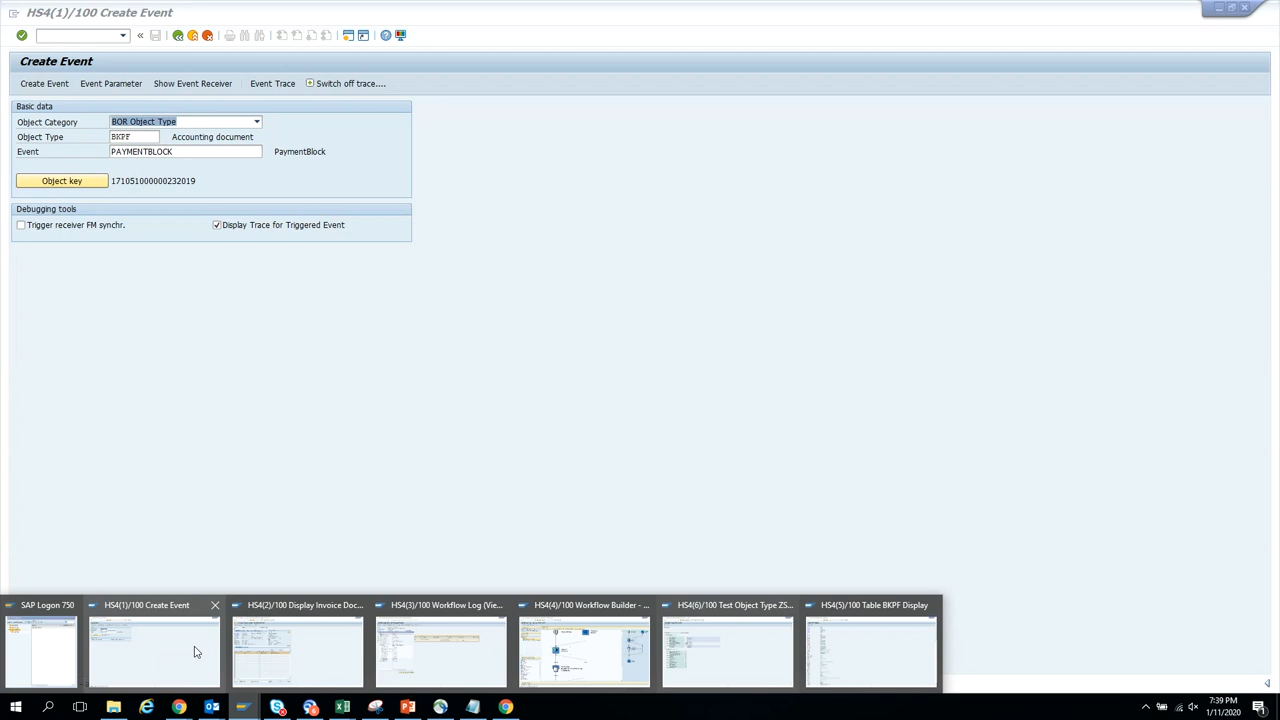 HS4(1)/100 Create Event
Create Event
Create Event Event Parameter Show Event Receiver Event Trace Switch off trace....
Basic data
Object Category BOR Object Type
Object Type BKPF Accounting document
Event PAYMENTBLOCK PaymentBlock
Object key 171051000000232019
Debugging tools
Trigger receiver FM synchr. Display Trace for Triggered Event
SAP Logon 750 HS4(1)/100 Create Event HS4(2)/100 Display Invoice Doc... HS4(3)/100 Workflow Log (Vie... HS4(4)/100 Workflow Builder - ... HS4(6)/100 Test Object Type ZS... HS4(5)/100 Table BKPF Display
7:39 PM
1/11/2020